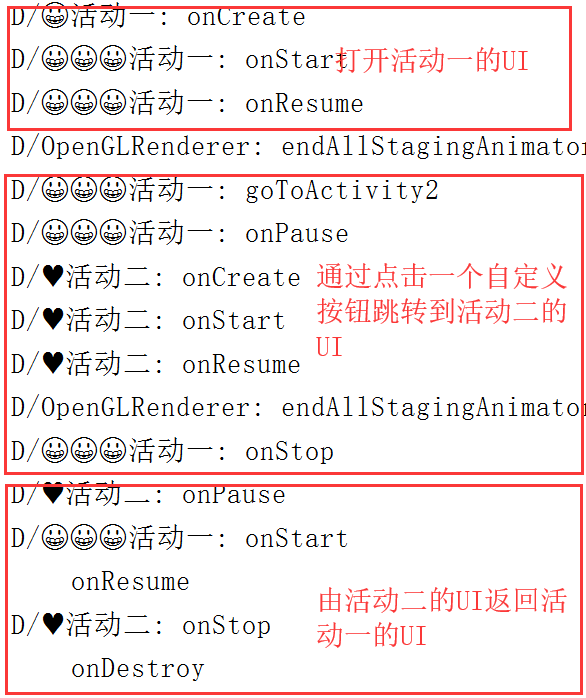 D/😀活动一: onCreate
D/😀😀😀活动一: onStart
打开活动一的UI
D/😀😀😀活动一: onResume
D/OpenGLRenderer: endAllStagingAnimator
D/😀😀😀活动一: goToActivity2
D/😀😀😀活动一: onPause
D/♥活动二: onCreate
D/♥活动二: onStart
D/♥活动二: onResume
通过点击一个自定义
按钮跳转到活动二的
UI
D/OpenGLRenderer: endAllStagingAnimator
D/😀😀😀活动一: onStop
D/♥活动二: onPause
D/😀😀😀活动一: onStart
onResume
D/♥活动二: onStop
onDestroy
由活动二的UI返回活
动一的UI